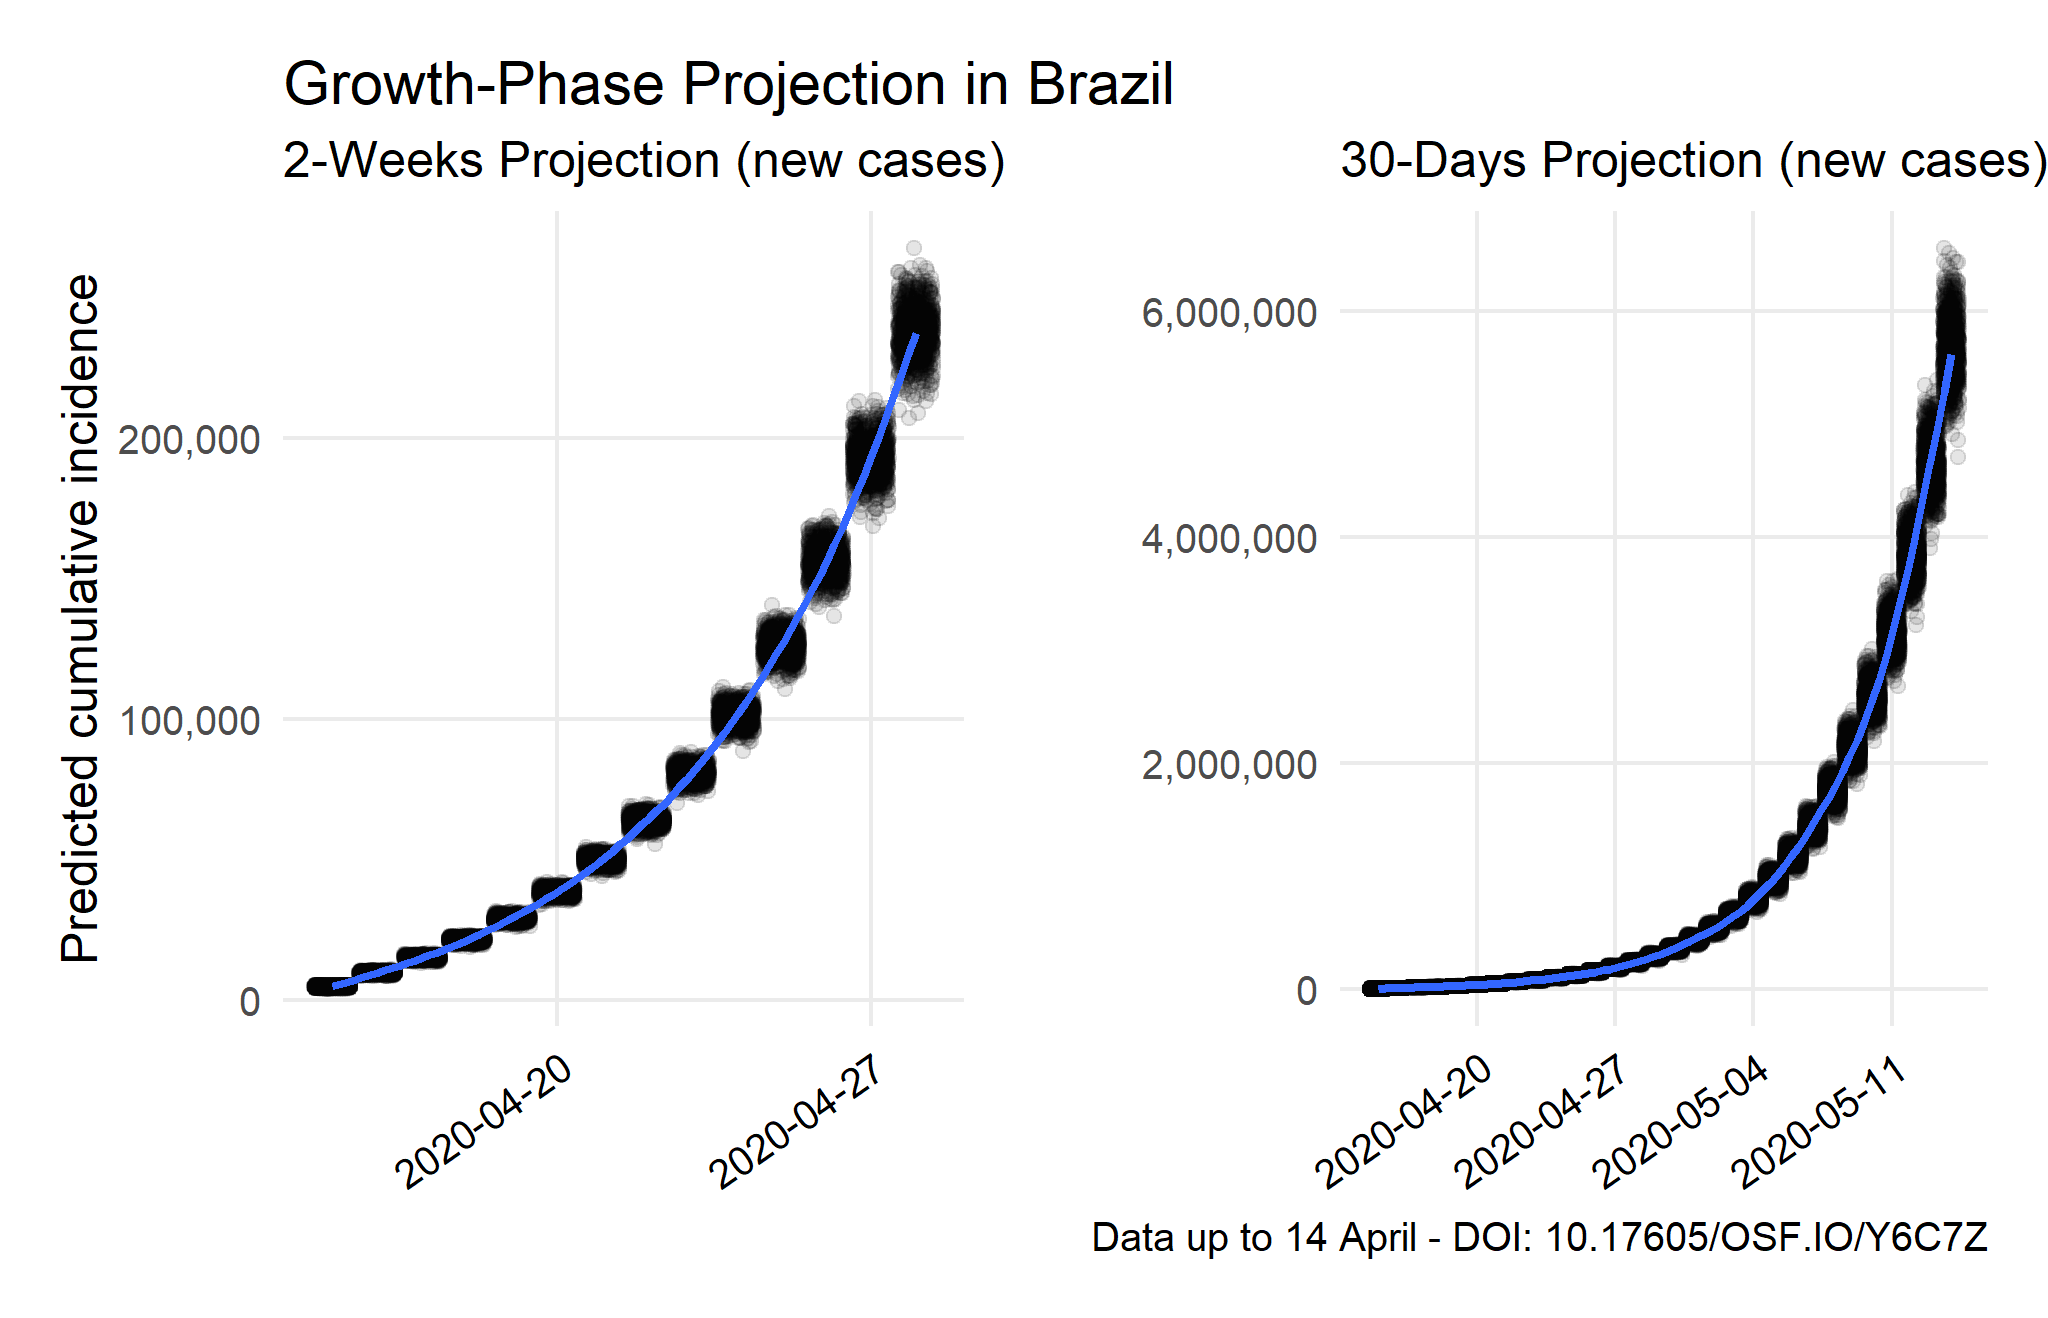 Growth-Phase Projection in Brazil
2-Weeks Projection (new cases)
30-Days Projection (new cases)
Predicted cumulative incidence
200,000
100,000
0
2020-04-20
2020-04-27
6,000,000
4,000,000
2,000,000
0
2020-04-20
2020-04-27
2020-05-04
2020-05-11
Data up to 14 April - DOI: 10.17605/OSF.IO/Y6C7Z